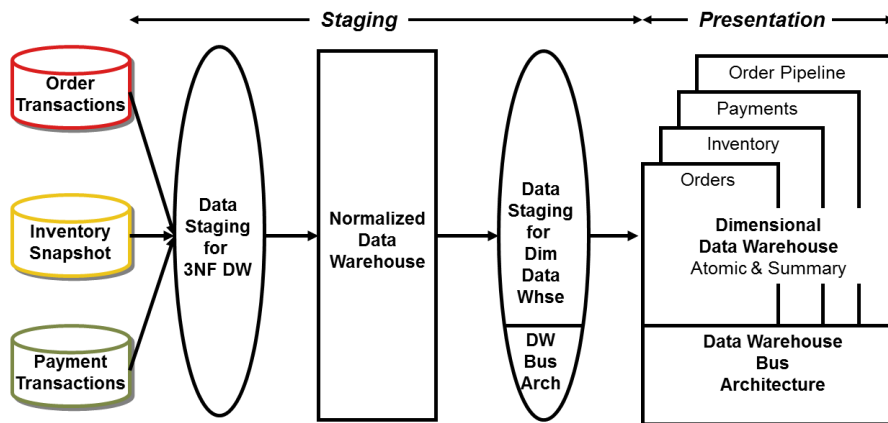 Staging
Presentation
Order
Transactions
Inventory
Snapshot
Payment
Transactions
Data
Staging
for
3NF DW
Normalized
Data
Warehouse
Data
Staging
for
Dim
Data
Whse
DW
Bus
Arch
Order Pipeline
Payments
Inventory
Orders
Dimensional
Data Warehouse
Atomic & Summary
Data Warehouse
Bus
Architecture